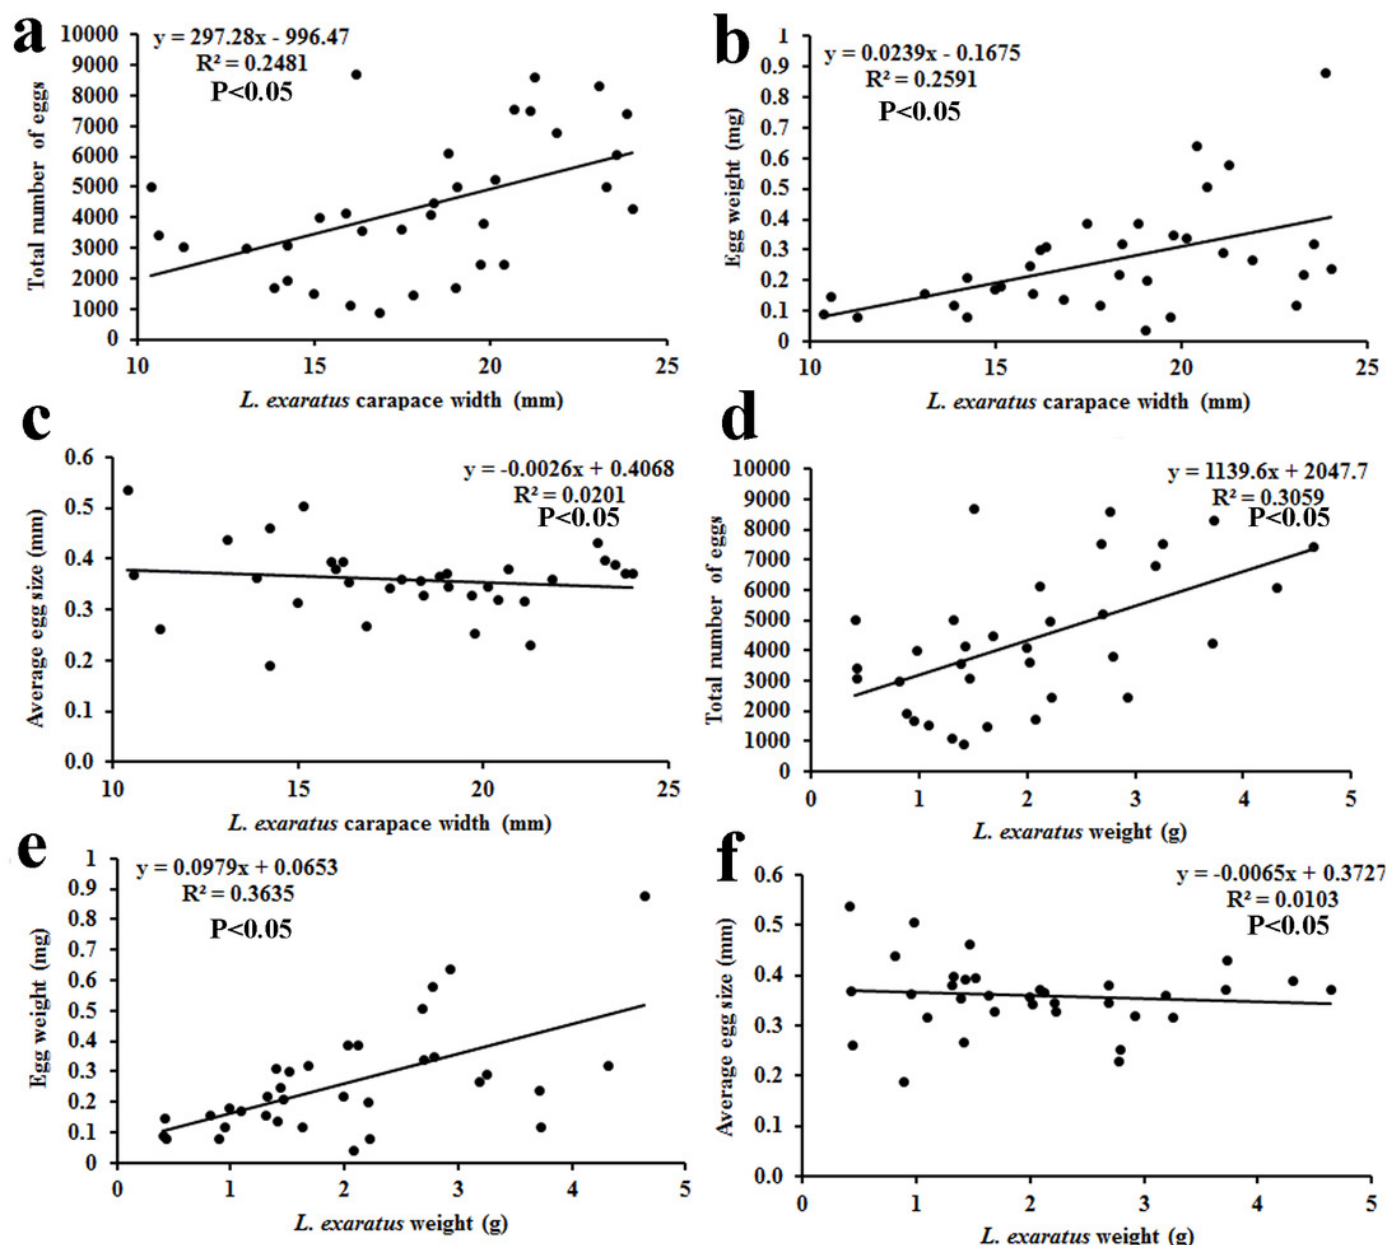 a
y = 297.28x - 996.47
R² = 0.2481
P<0.05
Total number of eggs
10000
9000
8000
7000
6000
5000
4000
3000
2000
1000
0
10 15 20 25
L. exaratus carapace width (mm)
b
y = 0.0239x - 0.1675
R² = 0.2591
P<0.05
Egg weight (mg)
1
0.9
0.8
0.7
0.6
0.5
0.4
0.3
0.2
0.1
0
10 15 20 25
L. exaratus carapace width (mm)
c
y = -0.0026x + 0.4068
R² = 0.0201
P<0.05
Average egg size (mm)
0.6
0.5
0.4
0.3
0.2
0.1
0.0
10 15 20 25
L. exaratus carapace width (mm)
d
y = 1139.6x + 2047.7
R² = 0.3059
P<0.05
Total number of eggs
10000
9000
8000
7000
6000
5000
4000
3000
2000
1000
0
0 1 2 3 4 5
L. exaratus weight (g)
e
y = 0.0979x + 0.0653
R² = 0.3635
P<0.05
Egg weight (mg)
1
0.9
0.8
0.7
0.6
0.5
0.4
0.3
0.2
0.1
0
0 1 2 3 4 5
L. exaratus weight (g)
f
y = -0.0065x + 0.3727
R² = 0.0103
P<0.05
Average egg size (mm)
0.6
0.5
0.4
0.3
0.2
0.1
0.0
0 1 2 3 4 5
L. exaratus weight (g)